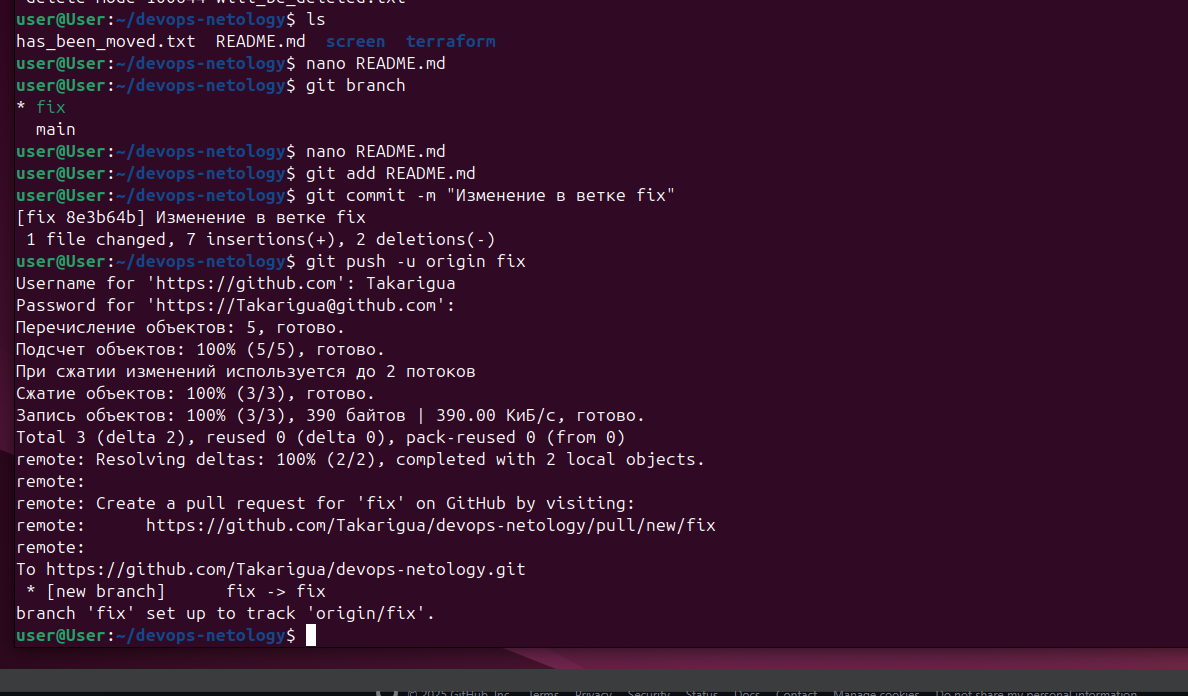 delete mode 100644 will_be_deleted.txt
user@User:~/devops-netology$ ls
has_been_moved.txt  README.md  screen  terraform
user@User:~/devops-netology$ nano README.md
user@User:~/devops-netology$ git branch
* fix
  main
user@User:~/devops-netology$ nano README.md
user@User:~/devops-netology$ git add README.md
user@User:~/devops-netology$ git commit -m "Изменение в ветке fix"
[fix 8e3b64b] Изменение в ветке fix
 1 file changed, 7 insertions(+), 2 deletions(-)
user@User:~/devops-netology$ git push -u origin fix
Username for 'https://github.com': Takarigua
Password for 'https://Takarigua@github.com':
Перечисление объектов: 5, готово.
Подсчет объектов: 100% (5/5), готово.
При сжатии изменений используется до 2 потоков
Сжатие объектов: 100% (3/3), готово.
Запись объектов: 100% (3/3), 390 байтов | 390.00 КиБ/с, готово.
Total 3 (delta 2), reused 0 (delta 0), pack-reused 0 (from 0)
remote: Resolving deltas: 100% (2/2), completed with 2 local objects.
remote:
remote: Create a pull request for 'fix' on GitHub by visiting:
remote:      https://github.com/Takarigua/devops-netology/pull/new/fix
remote:
To https://github.com/Takarigua/devops-netology.git
 * [new branch]      fix -> fix
branch 'fix' set up to track 'origin/fix'.
user@User:~/devops-netology$
© 2025 GitHub, Inc.  Terms  Privacy  Security  Status  Docs  Contact  Manage cookies  Do not share my personal information